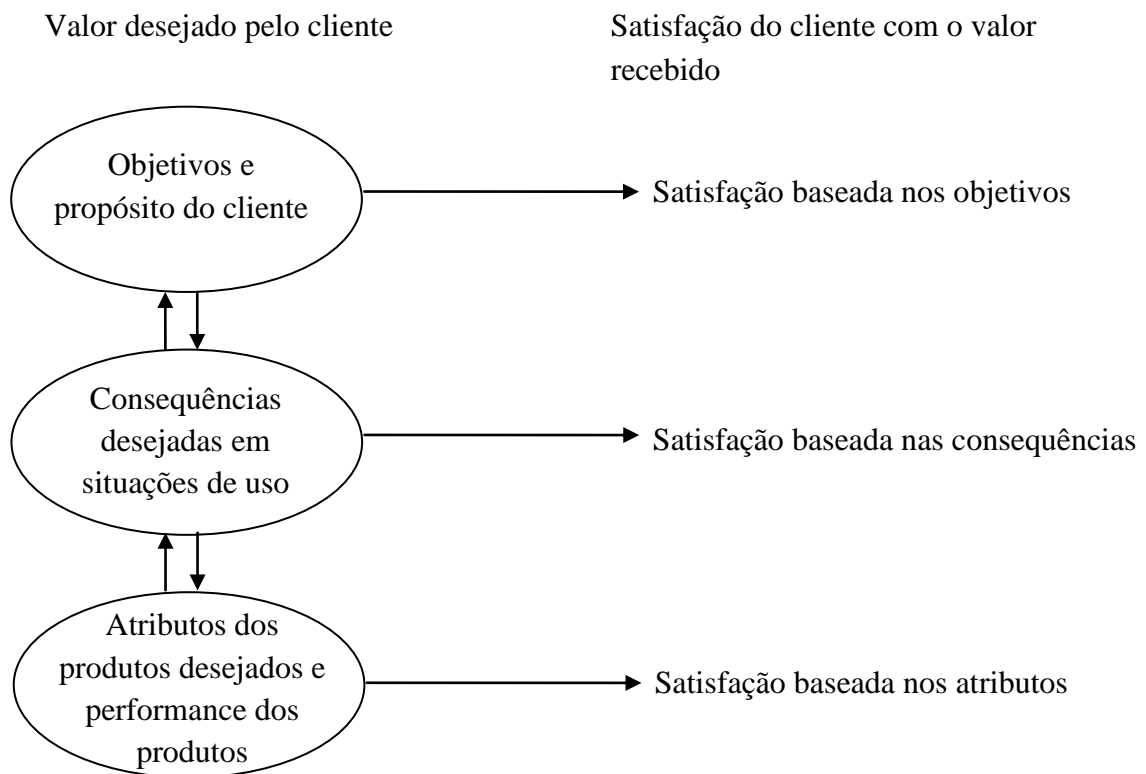 Valor desejado pelo cliente
Satisfação do cliente com o valor
recebido
Objetivos e
propósito do cliente
Satisfação baseada nos objetivos
Consequências
desejadas em
situações de uso
Satisfação baseada nas consequências
Atributos dos
produtos desejados e
performance dos
produtos
Satisfação baseada nos atributos